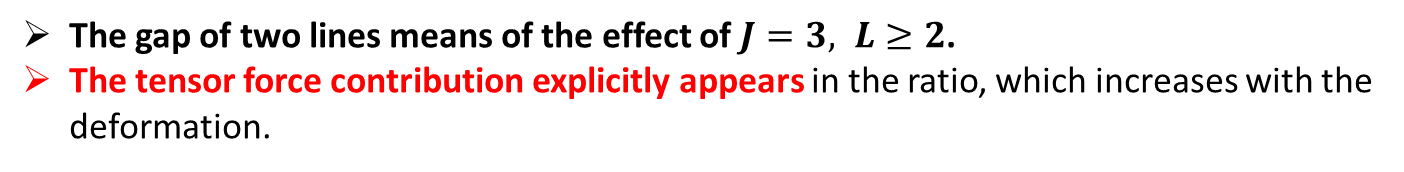 ➢ The gap of two lines means of the effect of J = 3, L ≥ 2.
➢ The tensor force contribution explicitly appears in the ratio, which increases with the
deformation.